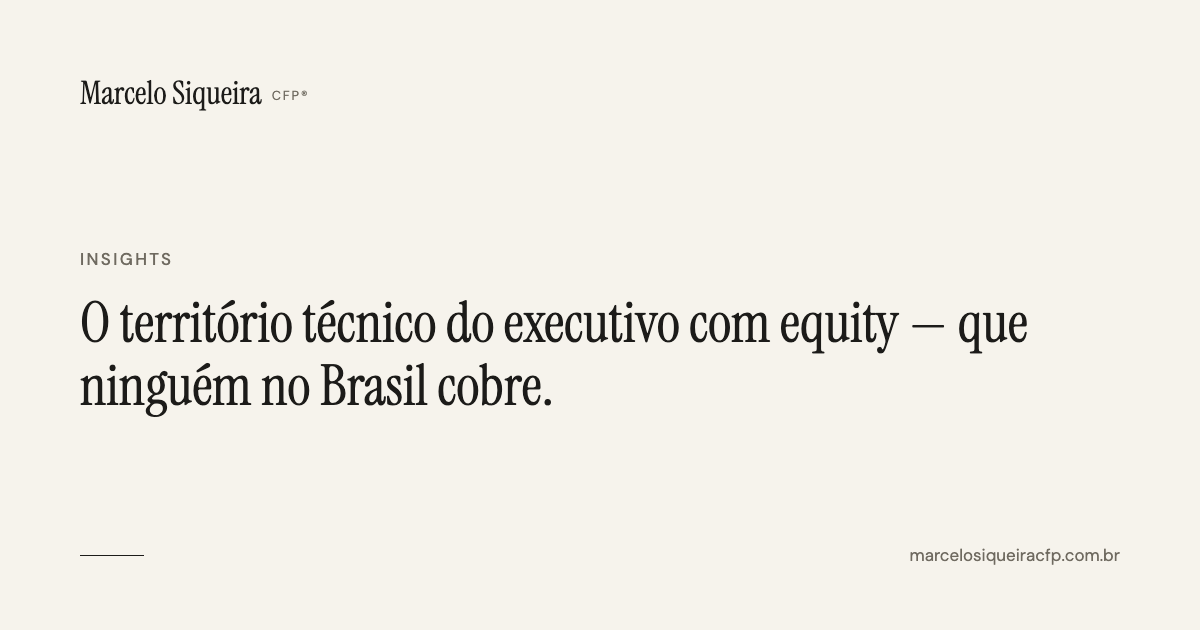 Marcelo Siqueira CFP®
INSIGHTS
O território técnico do executivo com equity — que
ninguém no Brasil cobre.
marcelosiqueiracfp.com.br